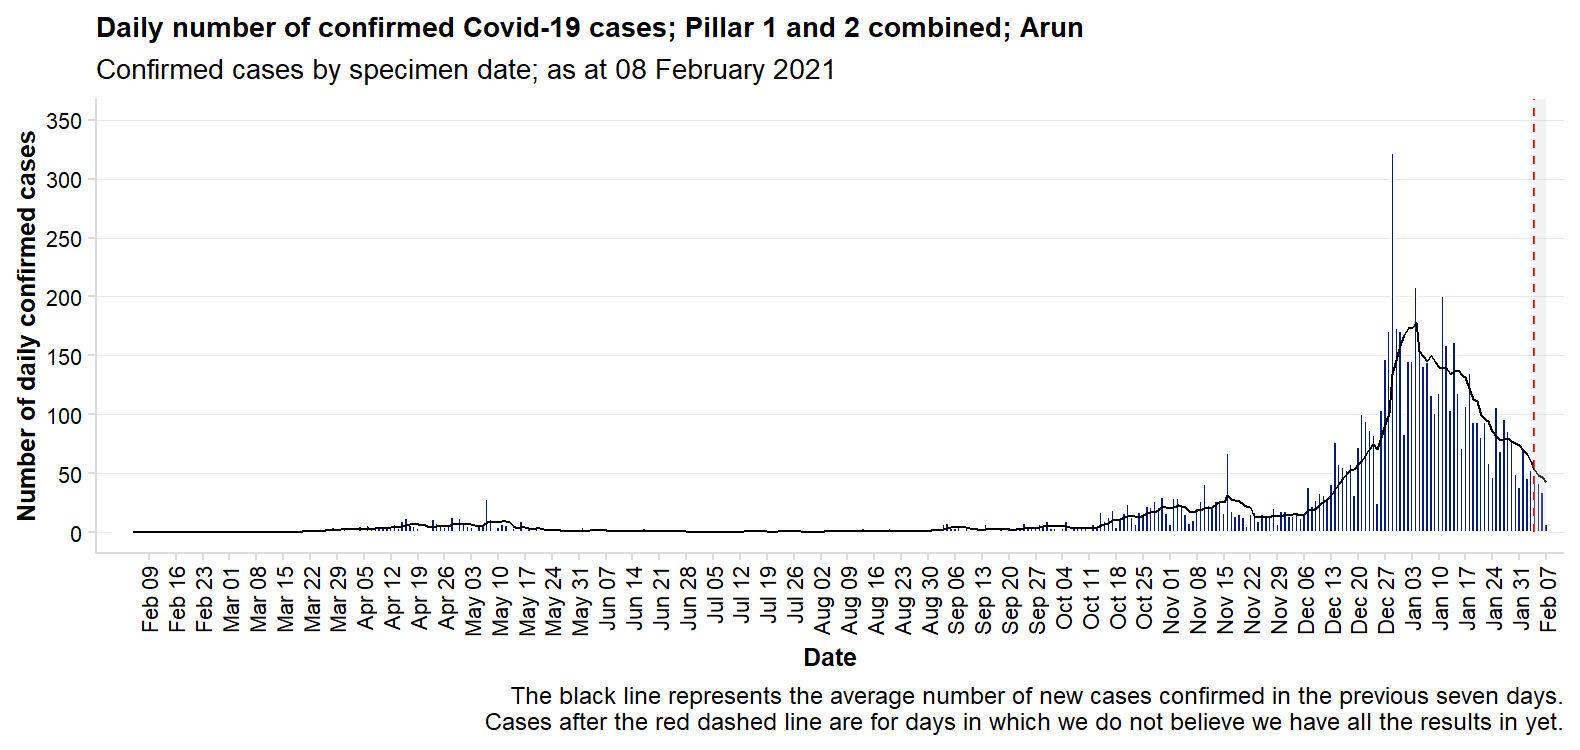 Daily number of confirmed Covid-19 cases; Pillar 1 and 2 combined; Arun
Confirmed cases by specimen date; as at 08 February 2021
Number of daily confirmed cases
350
300
250
200
150
100
50
0
Feb 09
Feb 16
Feb 23
Mar 01
Mar 08
Mar 15
Mar 22
Mar 29
Apr 05
Apr 12
Apr 19
Apr 26
May 03
May 10
May 17
May 24
May 31
Jun 07
Jun 14
Jun 21
Jun 28
Jul 05
Jul 12
Jul 19
Jul 26
Aug 02
Aug 09
Aug 16
Aug 23
Aug 30
Sep 06
Sep 13
Sep 20
Sep 27
Oct 04
Oct 11
Oct 18
Oct 25
Nov 01
Nov 08
Nov 15
Nov 22
Nov 29
Dec 06
Dec 13
Dec 20
Dec 27
Jan 03
Jan 10
Jan 17
Jan 24
Jan 31
Feb 07
Date
The black line represents the average number of new cases confirmed in the previous seven days.
Cases after the red dashed line are for days in which we do not believe we have all the results in yet.